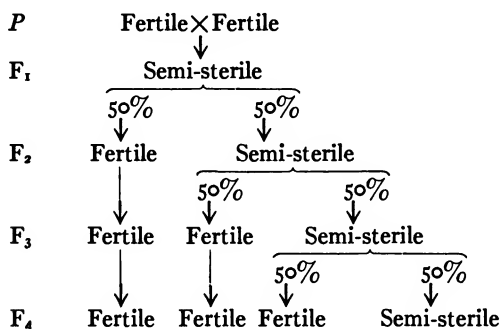 P Fertile × Fertile
F₁ Semi-sterile
50% 50%
F₂ Fertile Semi-sterile
50% 50%
F₃ Fertile Fertile Semi-sterile
50% 50%
F₄ Fertile Fertile Fertile Semi-sterile